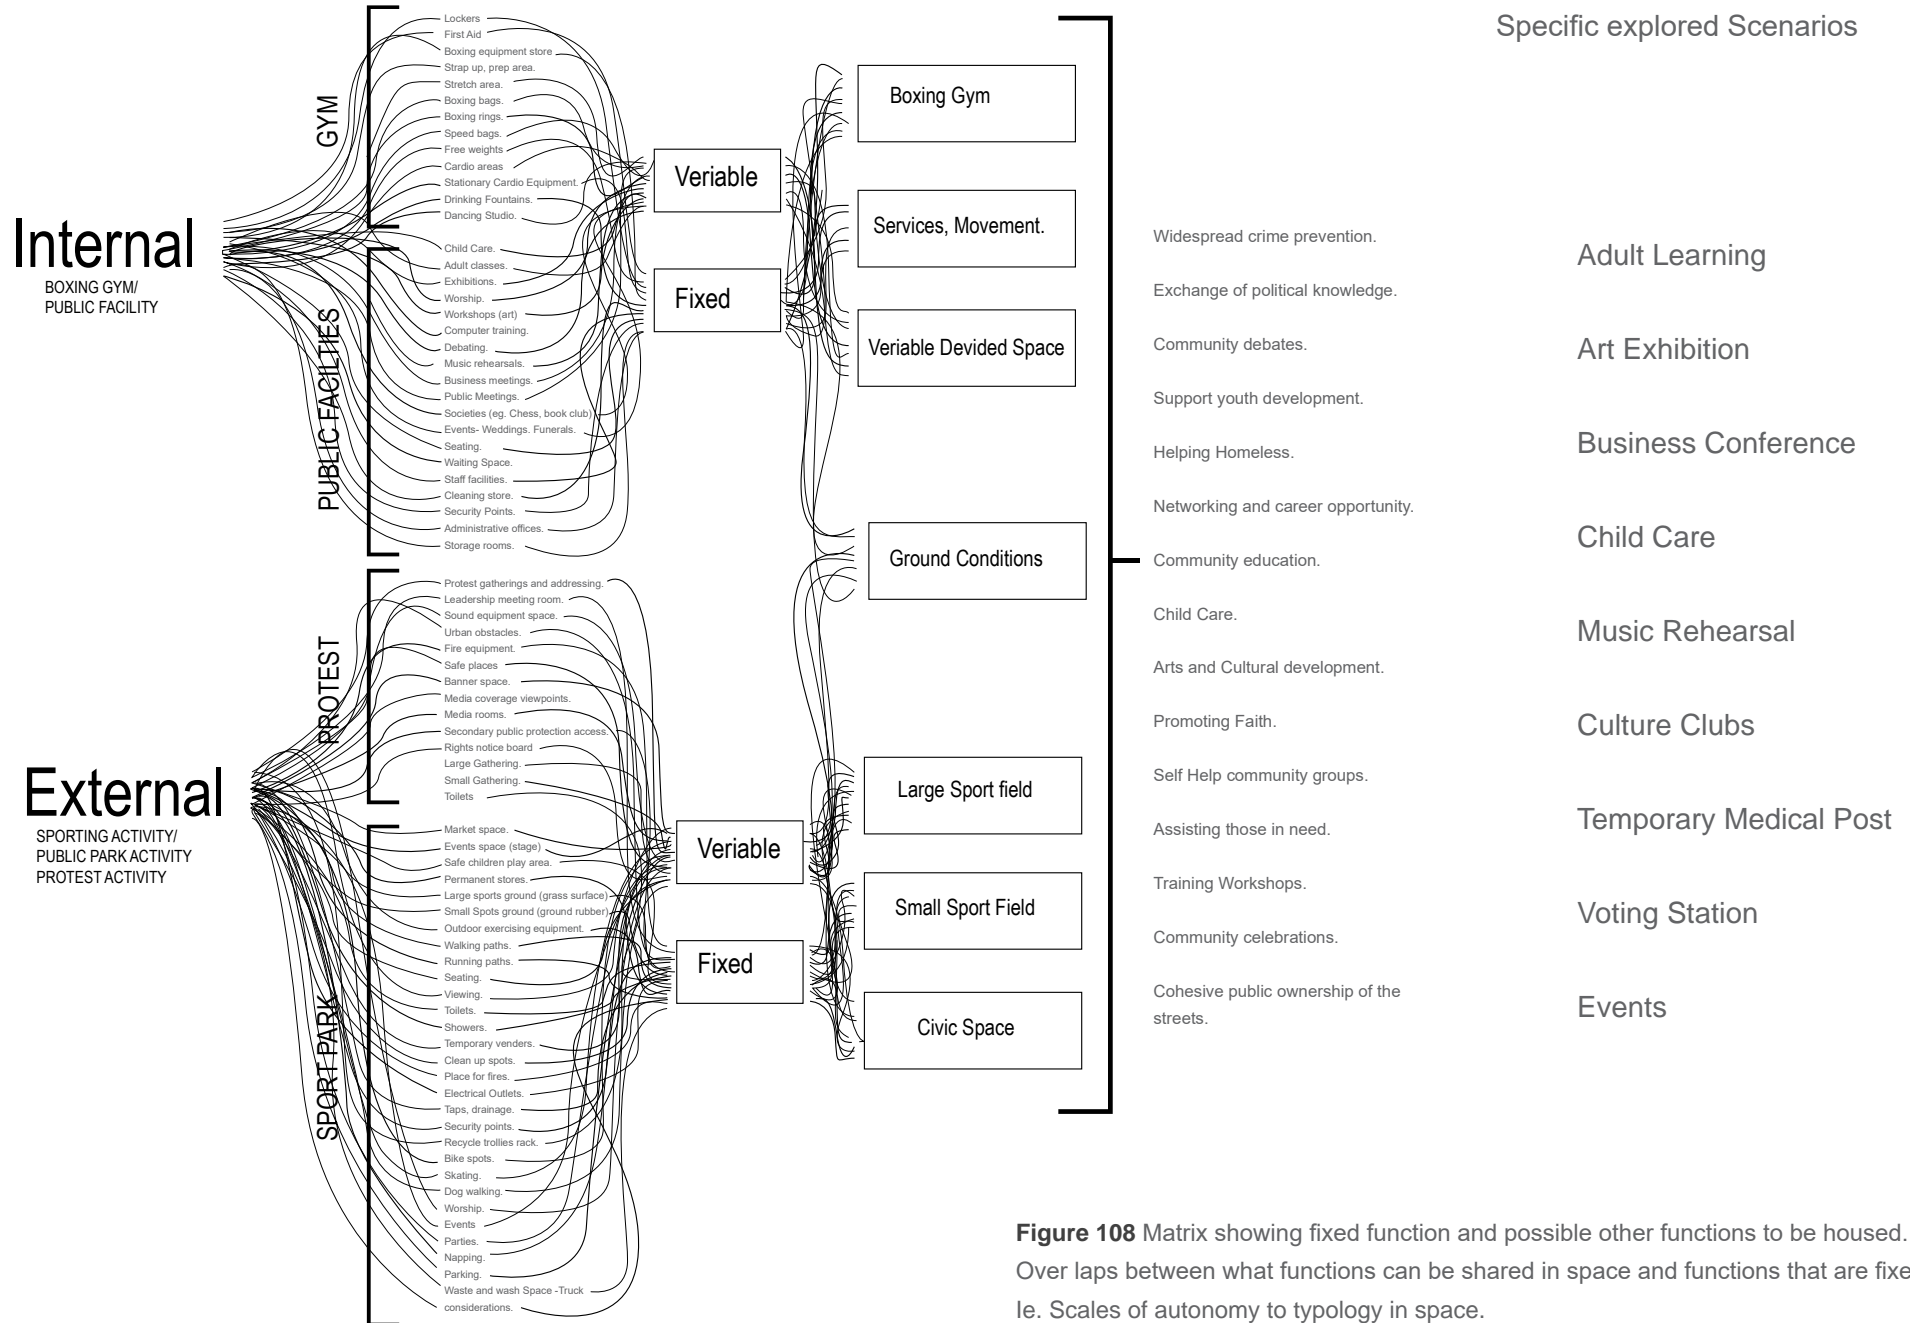 Specific explored Scenarios
Internal
BOXING GYM/
PUBLIC FACILITY
GYM
Lockers
First Aid
Boxing equipment store
Strap up, prep area.
Stretch area.
Boxing bags.
Boxing rings.
Speed bags.
Free weights
Cardio areas
Stationary Cardio Equipment.
Drinking Fountains.
Dancing Studio.
PUBLIC FACILTIES
Child Care.
Adult classes.
Exhibitions.
Worship.
Workshops (art)
Computer training.
Debating.
Music rehearsals.
Business meetings.
Public Meetings.
Societies (eg. Chess, book club)
Events- Weddings. Funerals.
Seating.
Waiting Space.
Staff facilities.
Cleaning store.
Security Points.
Administrative offices.
Storage rooms.
External
SPORTING ACTIVITY/
PUBLIC PARK ACTIVITY
PROTEST ACTIVITY
PROTEST
Protest gatherings and addressing.
Leadership meeting room.
Sound equipment space.
Urban obstacles.
Fire equipment.
Safe places
Banner space.
Media coverage viewpoints.
Media rooms.
Secondary public protection access.
Rights notice board
Large Gathering.
Small Gathering.
Toilets
SPORT PARK
Market space.
Events space (stage)
Safe children play area.
Permanent stores.
Large sports ground (grass surface)
Small Spots ground (ground rubber)
Outdoor exercising equipment.
Walking paths.
Running paths.
Seating.
Viewing.
Toilets.
Showers.
Temporary venders.
Clean up spots.
Place for fires.
Electrical Outlets.
Taps, drainage.
Security points.
Recycle trollies rack.
Bike spots.
Skating.
Dog walking.
Worship.
Events
Parties.
Napping.
Parking.
Waste and wash Space -Truck
considerations.
Veriable
Fixed
Veriable
Fixed
Boxing Gym
Services, Movement.
Veriable Devided Space
Ground Conditions
Large Sport field
Small Sport Field
Civic Space
Widespread crime prevention.
Exchange of political knowledge.
Community debates.
Support youth development.
Helping Homeless.
Networking and career opportunity.
Community education.
Child Care.
Arts and Cultural development.
Promoting Faith.
Self Help community groups.
Assisting those in need.
Training Workshops.
Community celebrations.
Cohesive public ownership of the
streets.
Adult Learning
Art Exhibition
Business Conference
Child Care
Music Rehearsal
Culture Clubs
Temporary Medical Post
Voting Station
Events
Figure 108 Matrix showing fixed function and possible other functions to be housed.
Over laps between what functions can be shared in space and functions that are fixe
Ie. Scales of autonomy to typology in space.